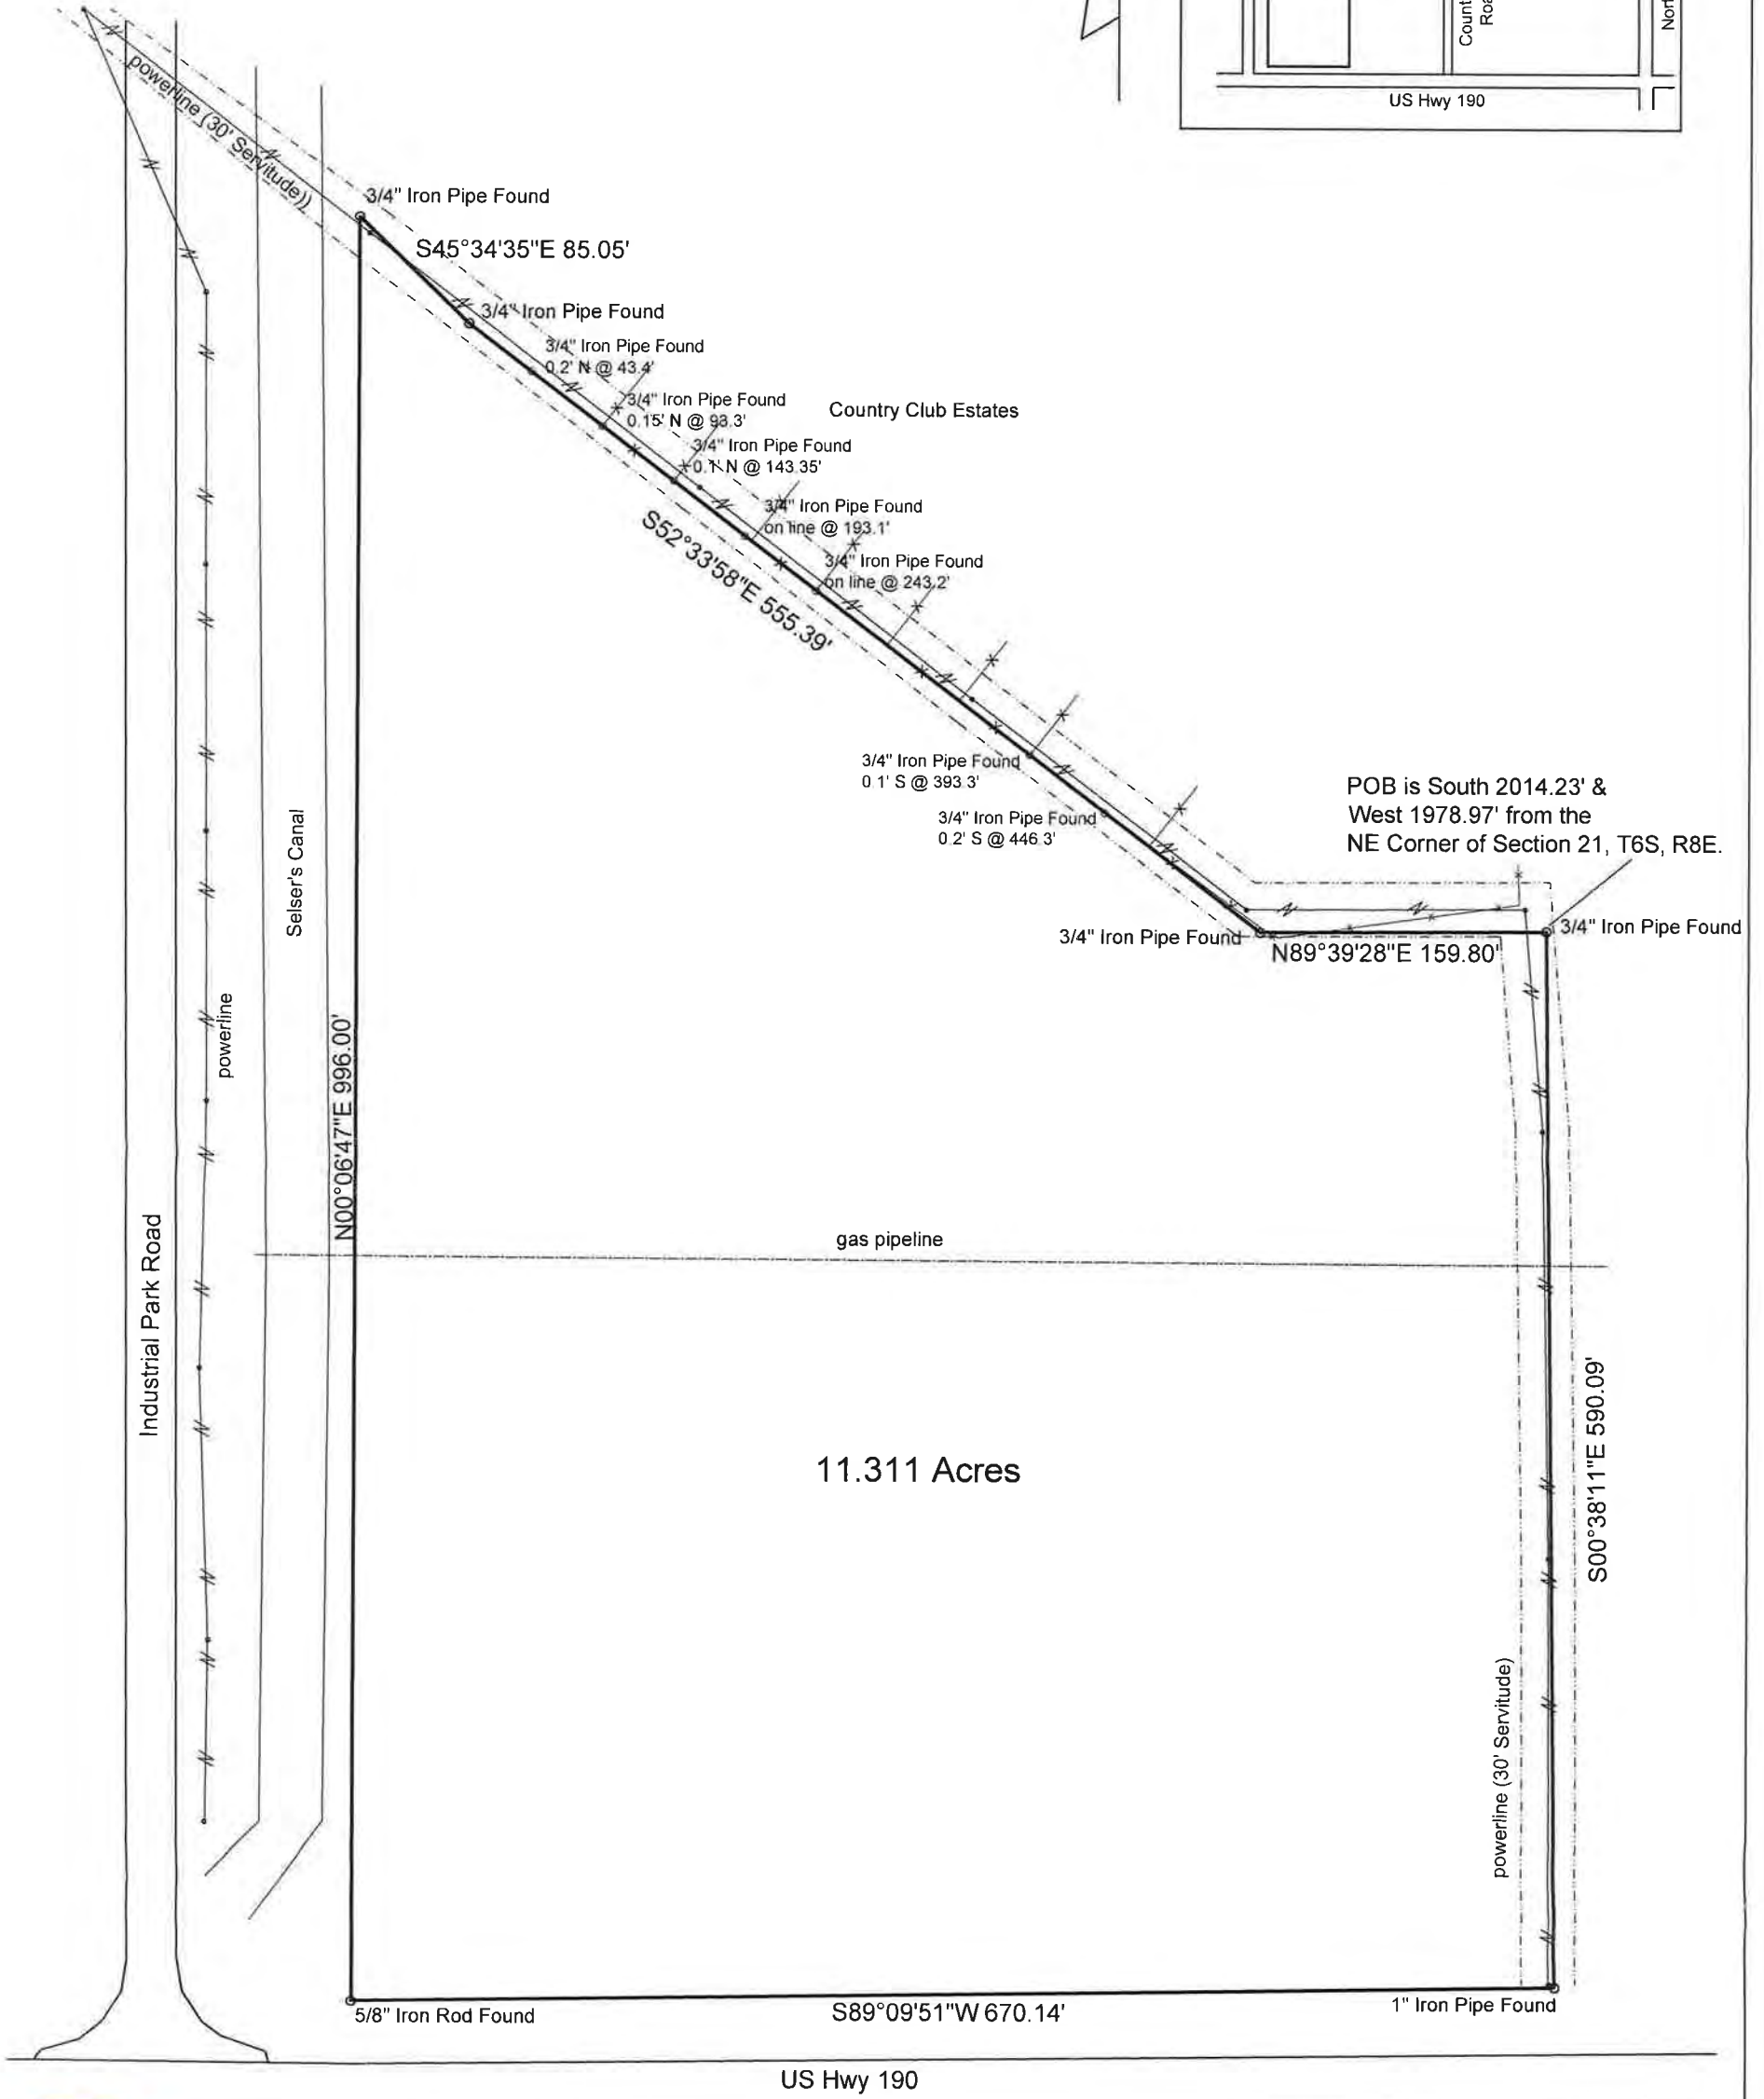 Count
Roa
Nor
US Hwy 190
powerline (30' Servitude))
3/4" Iron Pipe Found
S45°34'35"E 85.05'
3/4" Iron Pipe Found
3/4" Iron Pipe Found
0.2' N @ 43.4'
3/4" Iron Pipe Found
0.15' N @ 93.3'
Country Club Estates
3/4" Iron Pipe Found
0.1' N @ 143.35'
3/4" Iron Pipe Found
on line @ 193.1'
S52°33'58"E 555.39'
3/4" Iron Pipe Found
on line @ 243.2'
3/4" Iron Pipe Found
0.1' S @ 393.3'
3/4" Iron Pipe Found
0.2' S @ 446.3'
POB is South 2014.23' &
West 1978.97' from the
NE Corner of Section 21, T6S, R8E.
3/4" Iron Pipe Found
3/4" Iron Pipe Found
N89°39'28"E 159.80'
Selser's Canal
powerline
N00°06'47"E 996.00'
Industrial Park Road
gas pipeline
11.311 Acres
S00°38'11"E 590.09'
powerline (30' Servitude)
5/8" Iron Rod Found
S89°09'51"W 670.14'
1" Iron Pipe Found
US Hwy 190